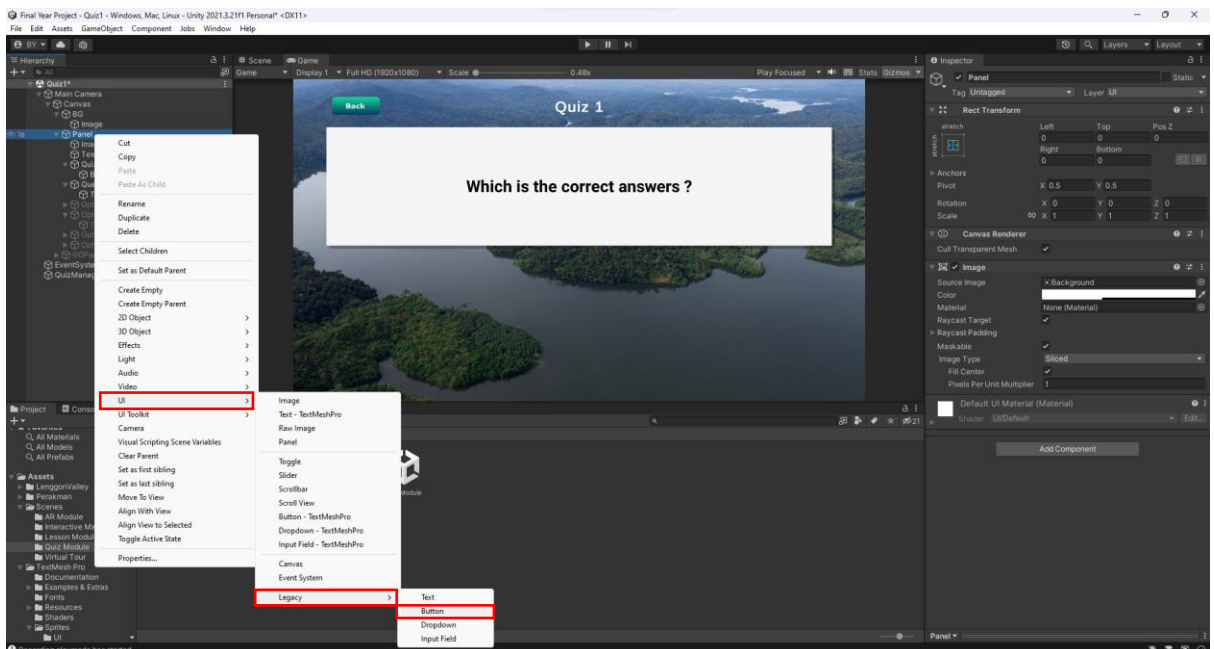 Final Year Project - Quiz1 - Windows, Mac, Linux - Unity 2021.3.21f1 Personal* <DX11>
File Edit Assets GameObject Component Jobs Window Help
BY Layers Layout
Hierarchy
All
Quiz1*
Main Camera
Canvas
BG
Image
Panel
EventSyste
QuizManag
Cut
Copy
Paste
Paste As Child
Rename
Duplicate
Delete
Select Children
Set as Default Parent
Create Empty
Create Empty Parent
2D Object
3D Object
Effects
Light
Audio
Video
UI
UI Toolkit
Camera
Visual Scripting Scene Variables
Clear Parent
Set as first sibling
Set as last sibling
Move To View
Align With View
Align View to Selected
Toggle Active State
Properties...
Image
Text - TextMeshPro
Raw Image
Panel
Toggle
Slider
Scrollbar
Scroll View
Button - TextMeshPro
Dropdown - TextMeshPro
Input Field - TextMeshPro
Canvas
Event System
Legacy
Text
Button
Dropdown
Input Field
Scene Game
Game Display 1 Full HD (1920x1080) Scale 0.48x Play Focused Stats Gizmos
Back Quiz 1
Which is the correct answers ?
Project Conso
21
All Materials
All Models
All Prefabs
Assets
LenggonValley
Perakman
Scenes
AR Module
Interactive Ma
Lesson Modul
Quiz Module
Virtual Tour
TextMesh Pro
Documentation
Examples & Extras
Fonts
Resources
Shaders
Sprites
UI
Module
Inspector
Panel Static
Tag Untagged Layer UI
Rect Transform
stretch Left Top Pos Z
stretch 0 0 0
Right Bottom
0 0
R
Anchors
Pivot X 0.5 Y 0.5
Rotation X 0 Y 0 Z 0
Scale X 1 Y 1 Z 1
Canvas Renderer
Cull Transparent Mesh
Image
Source Image Background
Color
Material None (Material)
Raycast Target
Raycast Padding
Maskable
Image Type Sliced
Fill Center
Pixels Per Unit Multiplier 1
Default UI Material (Material)
Shader UI/Default Edit...
Add Component
Panel